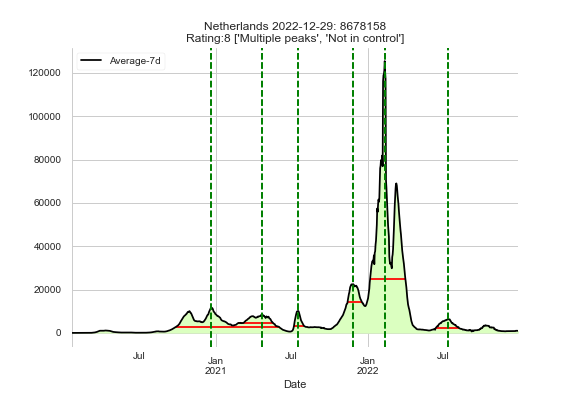 Netherlands 2022-12-29: 8678158
Rating:8 ['Multiple peaks', 'Not in control']
Average-7d
120000
100000
80000
60000
40000
20000
0
Jul
Jan
2021
Jul
Jan
2022
Jul
Date